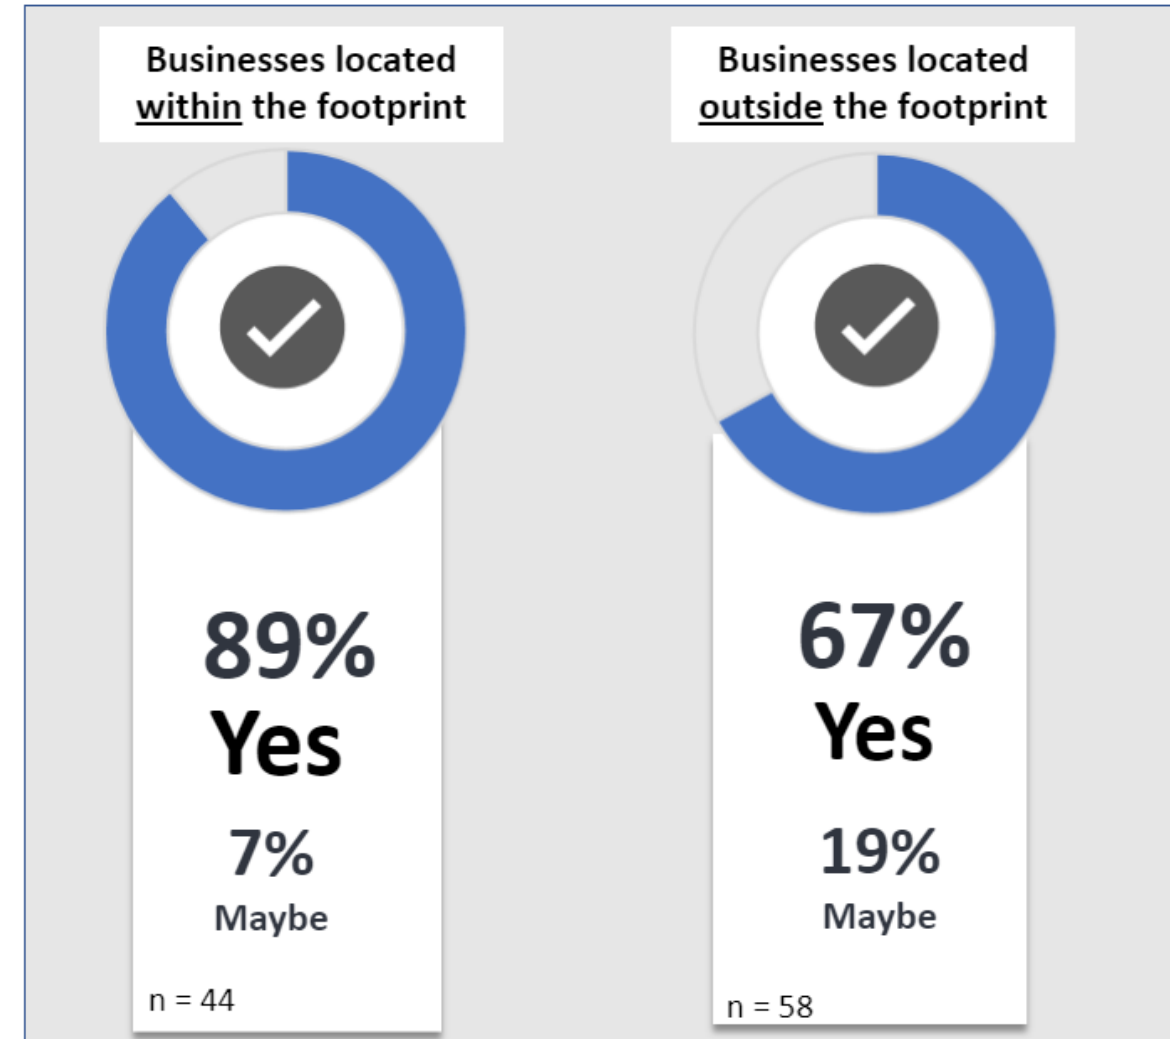 Businesses located
within the footprint
89%
Yes
7%
Maybe
n = 44
Businesses located
outside the footprint
67%
Yes
19%
Maybe
n = 58